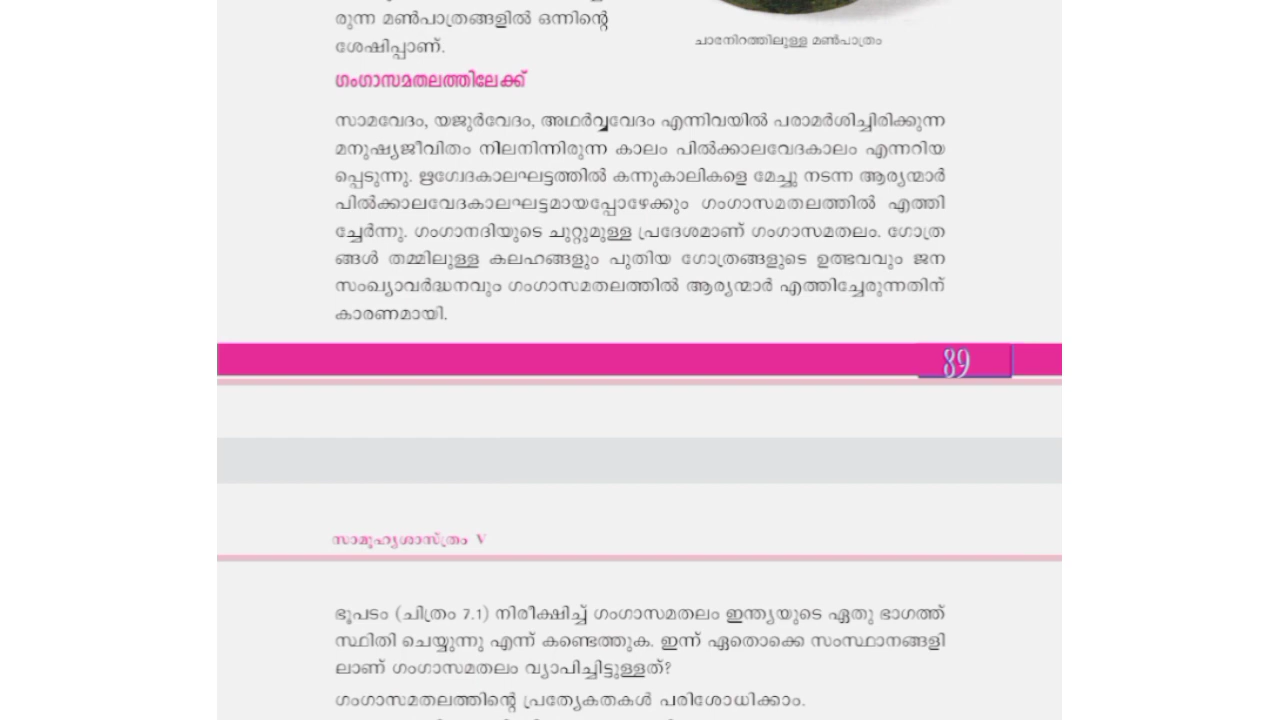 രുന്ന മൺപാത്രങ്ങളിൽ ഒന്നിന്റെ
ശേഷിപ്പാണ്.
ചാരനിറത്തിലുള്ള മൺപാത്രം
ഗംഗാസമതലത്തിലേക്ക്
സാമവേദം, യജുർവേദം, അഥർവ്വവേദം എന്നിവയിൽ പരാമർശിച്ചിരിക്കുന്ന
മനുഷ്യജീവിതം നിലനിന്നിരുന്ന കാലം പിൽക്കാലവേദകാലം എന്നറിയ
പ്പെടുന്നു. ഋഗ്വേദകാലഘട്ടത്തിൽ കന്നുകാലികളെ മേച്ചു നടന്ന ആര്യന്മാർ
പിൽക്കാലവേദകാലഘട്ടമായപ്പോഴേക്കും ഗംഗാസമതലത്തിൽ എത്തി
ച്ചേർന്നു. ഗംഗാനദിയുടെ ചുറ്റുമുള്ള പ്രദേശമാണ് ഗംഗാസമതലം. ഗോത്ര
ങ്ങൾ തമ്മിലുള്ള കലഹങ്ങളും പുതിയ ഗോത്രങ്ങളുടെ ഉത്ഭവവും ജന
സംഖ്യാവർദ്ധനവും ഗംഗാസമതലത്തിൽ ആര്യന്മാർ എത്തിച്ചേരുന്നതിന്
കാരണമായി.
89
സാമൂഹ്യശാസ്ത്രം V
ഭൂപടം (ചിത്രം 7.1) നിരീക്ഷിച്ച് ഗംഗാസമതലം ഇന്ത്യയുടെ ഏതു ഭാഗത്ത്
സ്ഥിതി ചെയ്യുന്നു എന്ന് കണ്ടെത്തുക. ഇന്ന് ഏതൊക്കെ സംസ്ഥാനങ്ങളി
ലാണ് ഗംഗാസമതലം വ്യാപിച്ചിട്ടുള്ളത്?
ഗംഗാസമതലത്തിന്റെ പ്രത്യേകതകൾ പരിശോധിക്കാം.